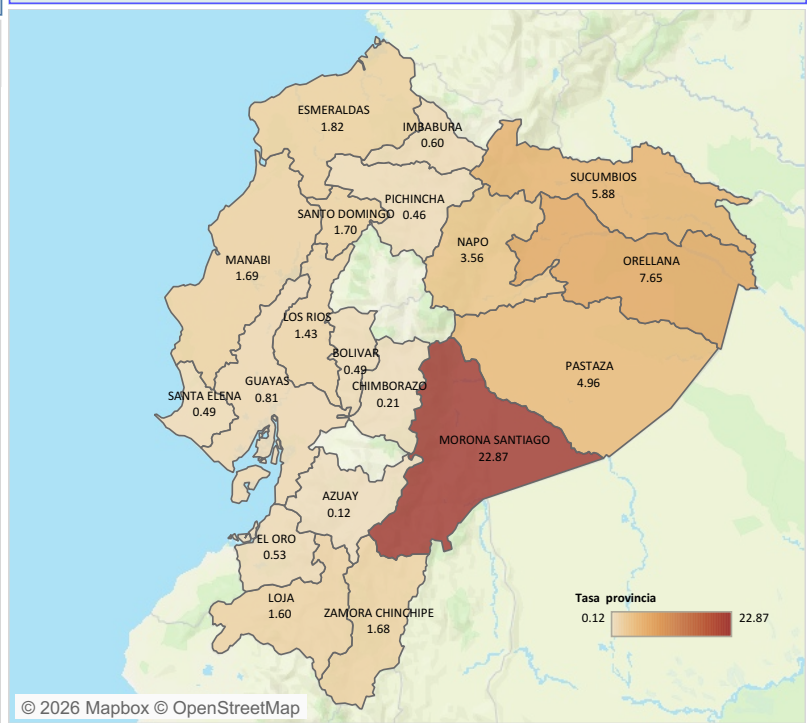 ESMERALDAS
1.82
IMBABURA
0.60
SUCUMBIOS
5.88
PICHINCHA
0.46
SANTO DOMINGO
1.70
NAPO
3.56
MANABI
1.69
ORELLANA
7.65
LOS RIOS
1.43
BOLIVAR
0.49
PASTAZA
4.96
GUAYAS
0.81
CHIMBORAZO
0.21
SANTA ELENA
0.49
MORONA SANTIAGO
22.87
AZUAY
0.12
EL ORO
0.53
LOJA
1.60
ZAMORA CHINCHIPE
1.68
Tasa provincia
0.12 22.87
© 2026 Mapbox © OpenStreetMap